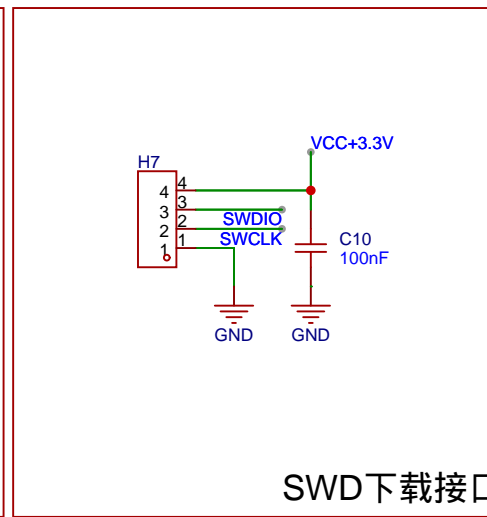 VCC+3.3V
H7
4 4
3 3
SWDIO
2 2
SWCLK
1 1
C10
100nF
GND GND
SWD下载接口